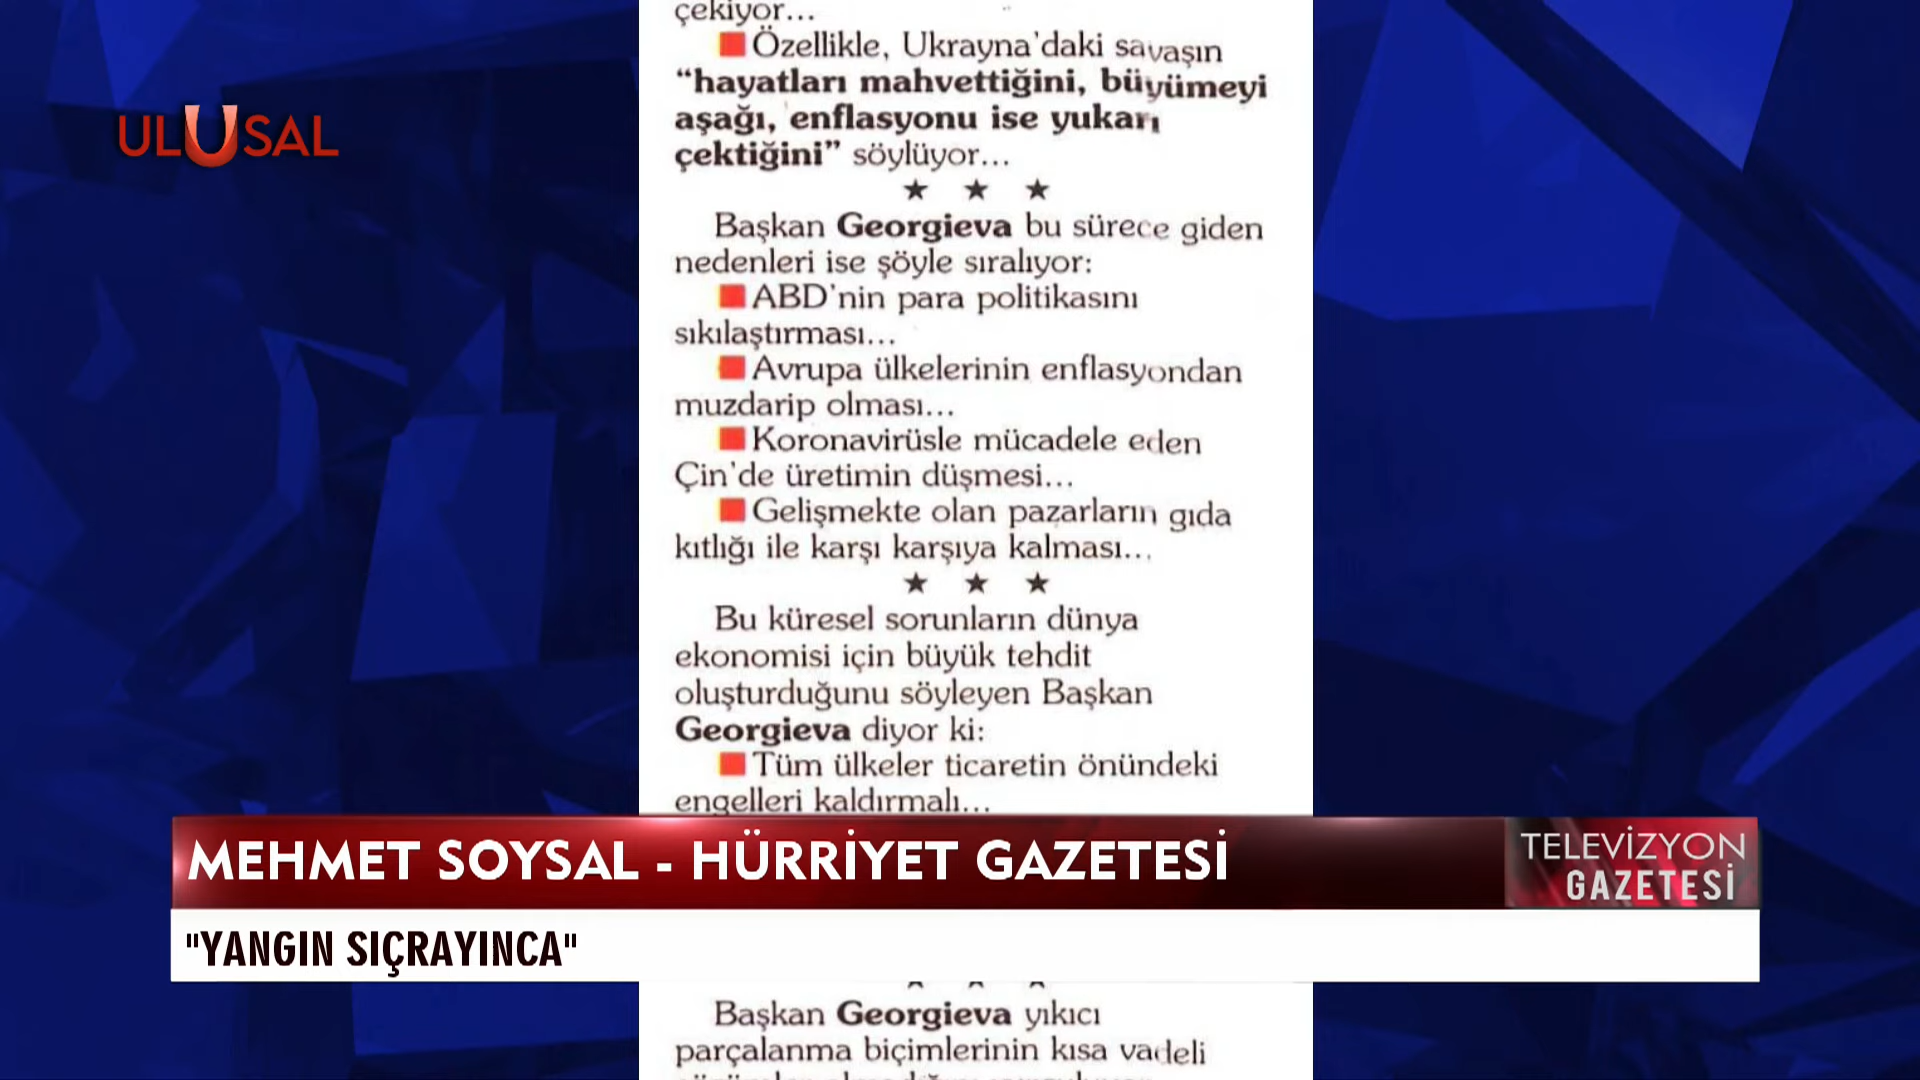 çekiyor...
Özellikle, Ukrayna'daki savaşın
“hayatları mahvettiğini, büyümeyi
aşağı, enflasyonu ise yukarı
çektiğini” söylüyor...
★ ★ ★
Başkan Georgieva bu sürece giden
nedenleri ise şöyle sıralıyor:
ABD'nin para politikasını
sıkılaştırması...
Avrupa ülkelerinin enflasyondan
muzdarip olması...
Koronavirüsle mücadele eden
Çin'de üretimin düşmesi...
Gelişmekte olan pazarların gıda
kıtlığı ile karşı karşıya kalması...
★ ★ ★
Bu küresel sorunların dünya
ekonomisi için büyük tehdit
oluşturduğunu söyleyen Başkan
Georgieva diyor ki:
Tüm ülkeler ticaretin önündeki
engelleri kaldırmalı...
Başkan Georgieva yıkıcı
parçalanma biçimlerinin kısa vadeli
ULUSAL
MEHMET SOYSAL - HÜRRİYET GAZETESİ
TELEVİZYON
GAZETESİ
"YANGIN SIÇRAYINCA"